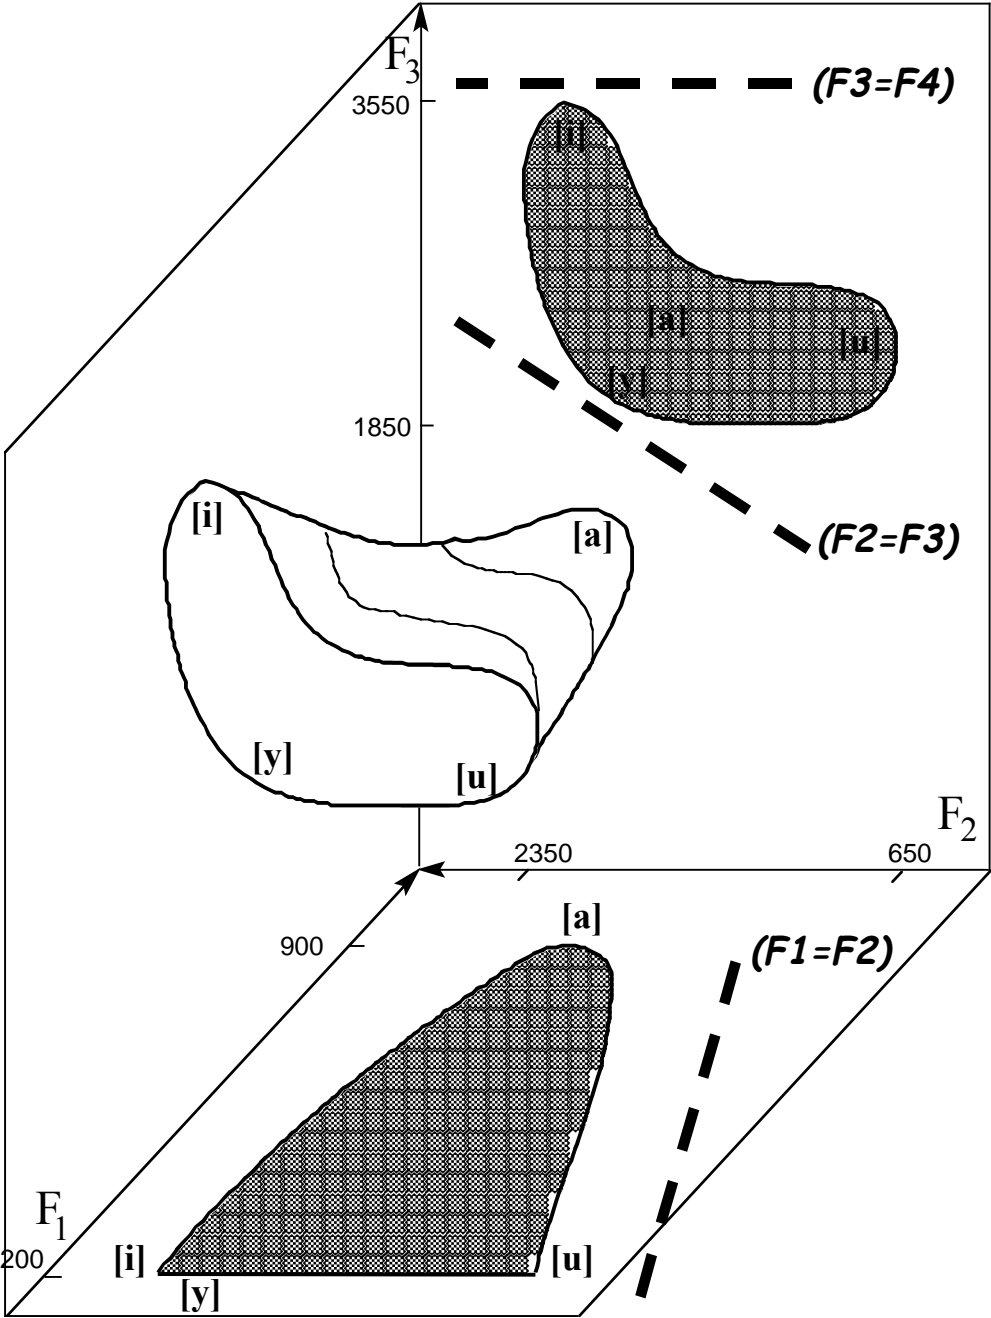 F3
3550
(F3=F4)
[i]
[a]
[u]
[y]
1850
[i]
[a]
(F2=F3)
[y]
[u]
F2
2350
650
[a]
900
(F1=F2)
F1
200
[i]
[u]
[y]